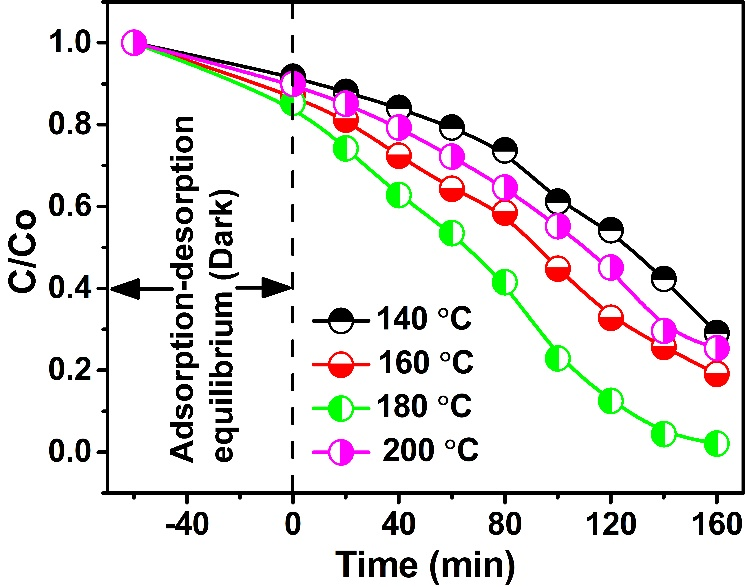 C/Co
1.0
0.8
0.6
0.4
0.2
0.0
Adsorption-desorption
equilibrium (Dark)
140 °C
160 °C
180 °C
200 °C
-40
0
40
80
120
160
Time (min)